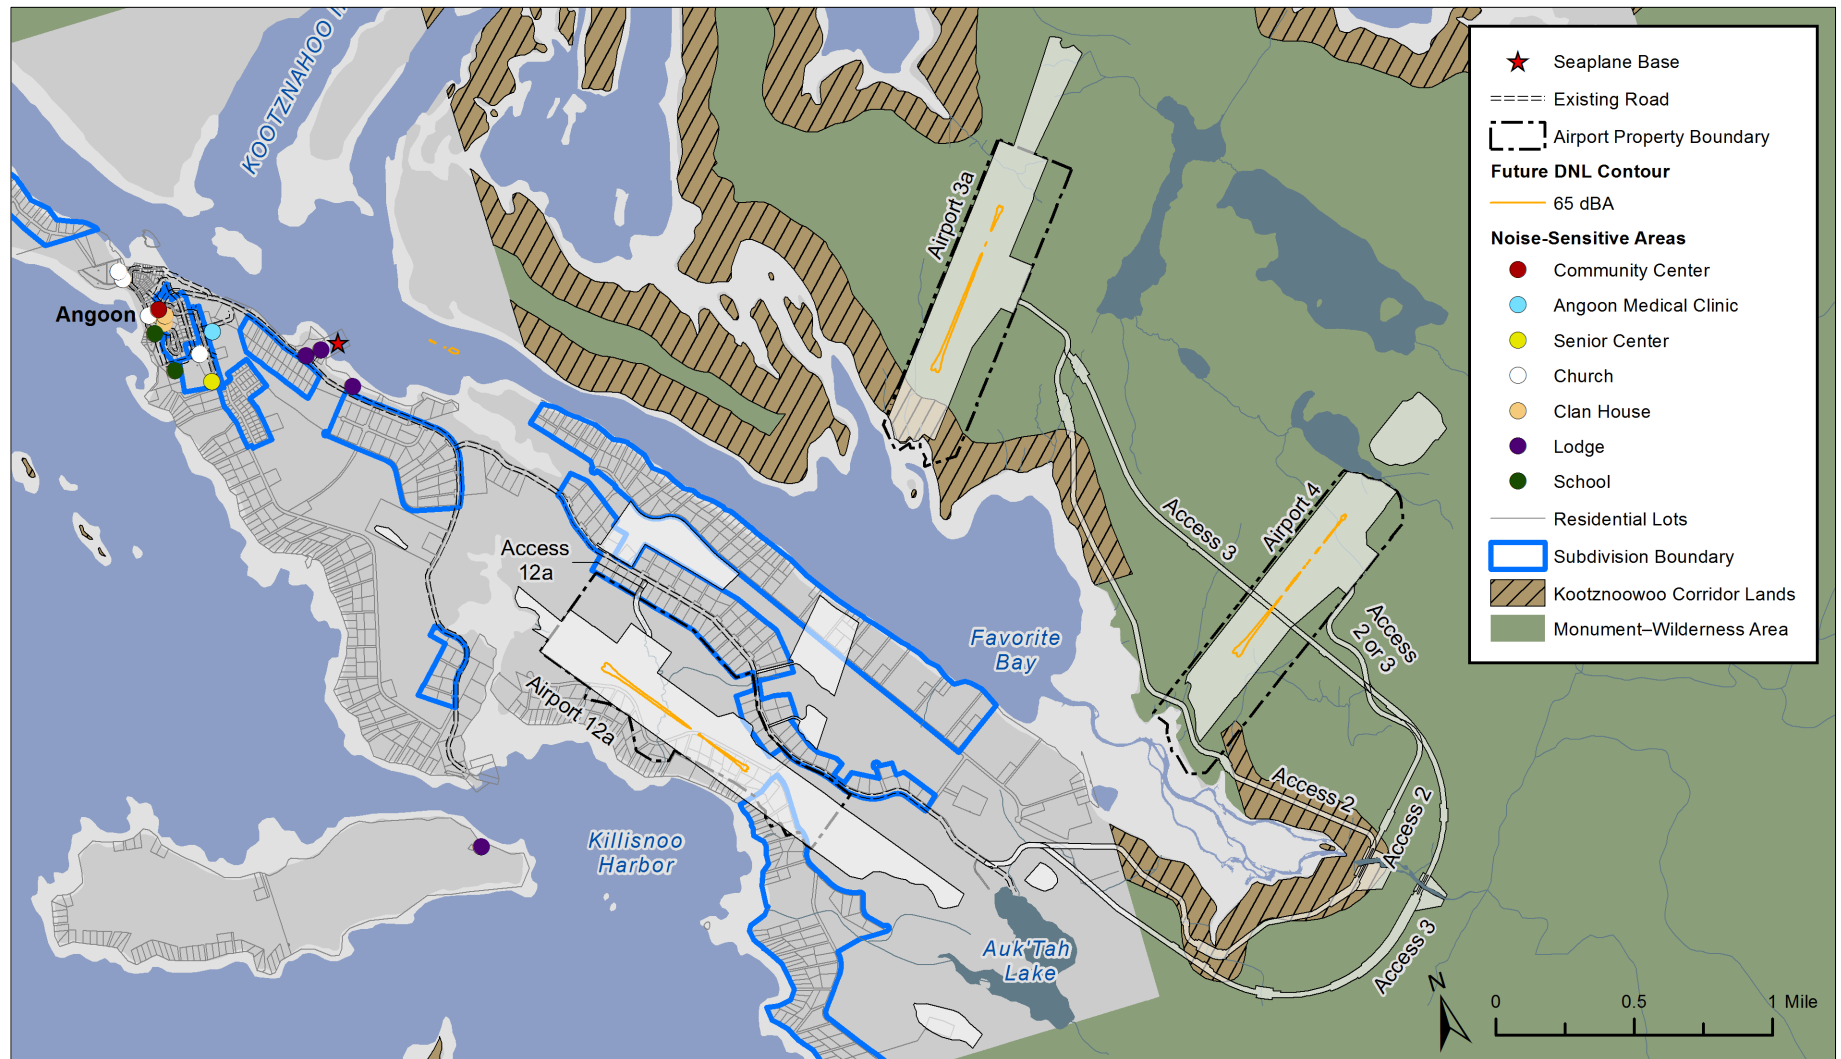 KOOTZNAHOO I
Angoon
Airport 3a
Access 3
Airport 4
Access
2 or 3
Access
12a
Airport 12a
Favorite
Bay
Killisnoo
Harbor
Access 2
Access 2
Access 3
Auk'Tah
Lake
Seaplane Base
Existing Road
Airport Property Boundary
Future DNL Contour
65 dBA
Noise-Sensitive Areas
Community Center
Angoon Medical Clinic
Senior Center
Church
Clan House
Lodge
School
Residential Lots
Subdivision Boundary
Kootznoowoo Corridor Lands
Monument–Wilderness Area
N
0 0.5 1 Mile